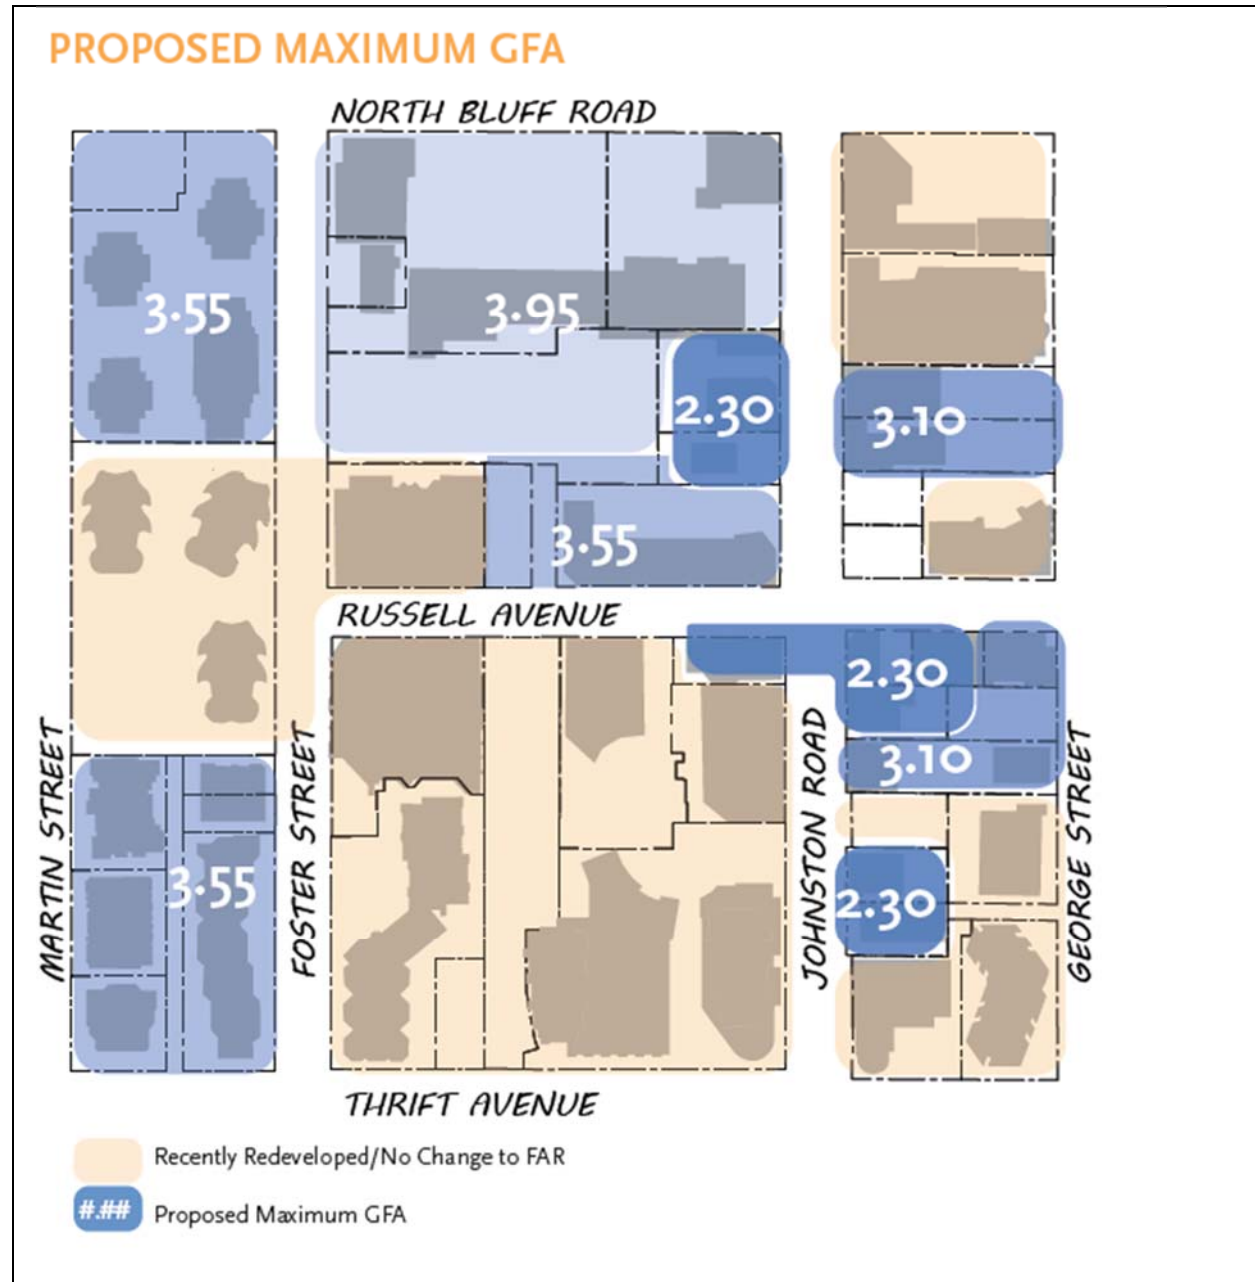 PROPOSED MAXIMUM GFA
NORTH BLUFF ROAD
3.55
3.95
2.30
3.10
3.55
RUSSELL AVENUE
2.30
3.10
MARTIN STREET
FOSTER STREET
JOHNSTON ROAD
GEORGE STREET
3.55
2.30
THRIFT AVENUE
Recently Redeveloped/No Change to FAR
#.## Proposed Maximum GFA